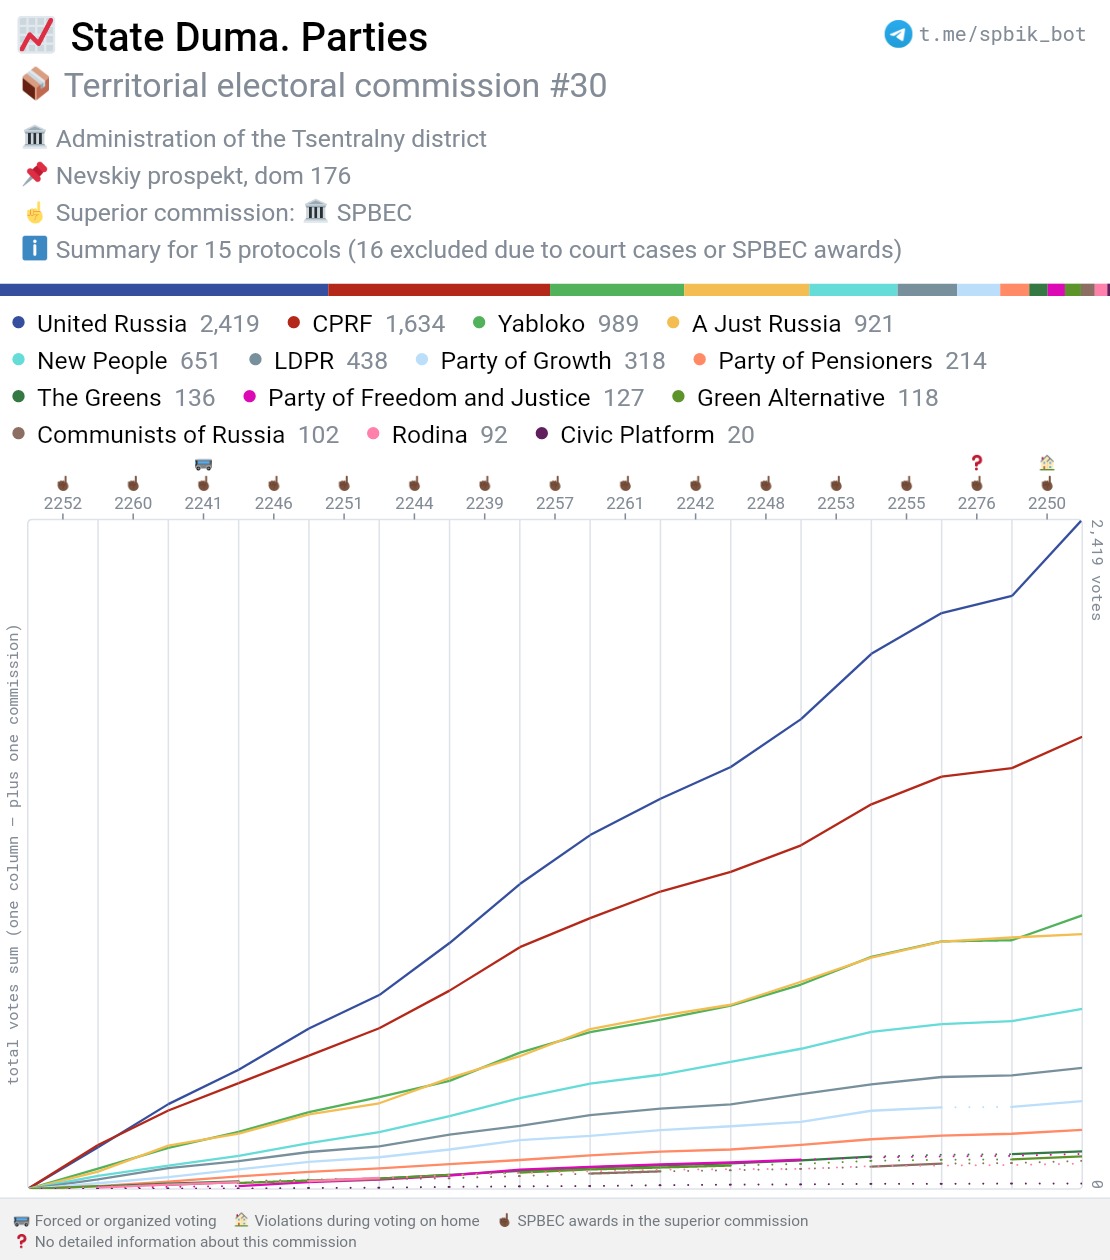 State Duma. Parties
t.me/spbik_bot
Territorial electoral commission #30
Administration of the Tsentralny district
Nevskiy prospekt, dom 176
Superior commission: SPBEC
Summary for 15 protocols (16 excluded due to court cases or SPBEC awards)
United Russia 2,419 CPRF 1,634 Yabloko 989 A Just Russia 921
New People 651 LDPR 438 Party of Growth 318 Party of Pensioners 214
The Greens 136 Party of Freedom and Justice 127 Green Alternative 118
Communists of Russia 102 Rodina 92 Civic Platform 20
2252 2260 2241 2246 2251 2244 2239 2257 2261 2242 2248 2253 2255 2276 2250
2,419 votes
total votes sum (one column – plus one commission)
0
Forced or organized voting Violations during voting on home SPBEC awards in the superior commission
No detailed information about this commission